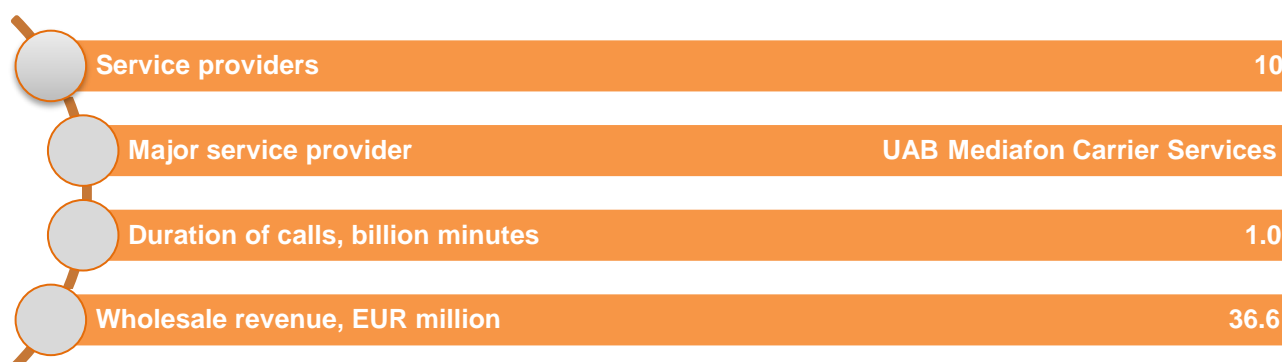 Service providers 10
Major service provider UAB Mediafon Carrier Services
Duration of calls, billion minutes 1.0
Wholesale revenue, EUR million 36.6